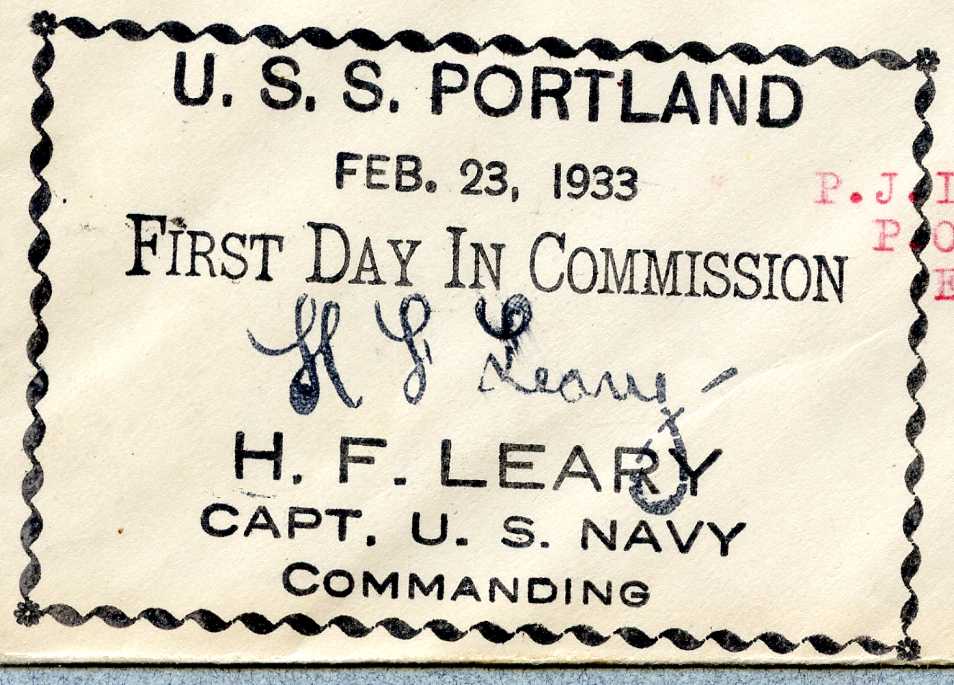 U. S. S. PORTLAND
FEB. 23, 1933
FIRST DAY IN COMMISSION
H F Leary
H. F. LEARY
CAPT. U. S. NAVY
COMMANDING
P.J.
P.O
E